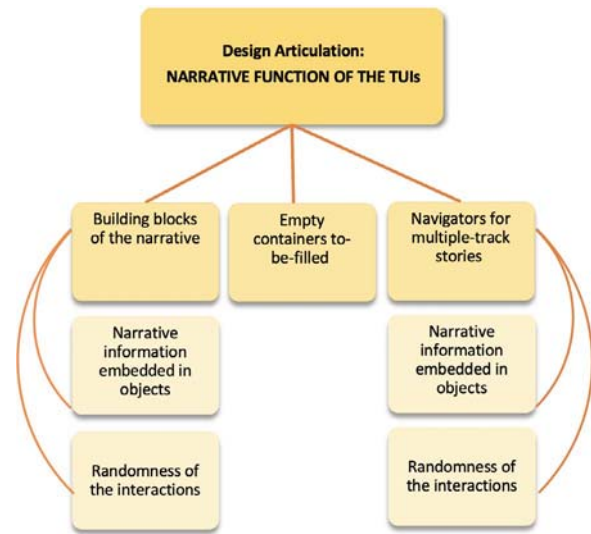 Design Articulation:
NARRATIVE FUNCTION OF THE TUIs
Building blocks
of the narrative
Empty
containers to-
be-filled
Navigators for
multiple-track
stories
Narrative
information
embedded in
objects
Narrative
information
embedded in
objects
Randomness of
the interactions
Randomness of
the interactions